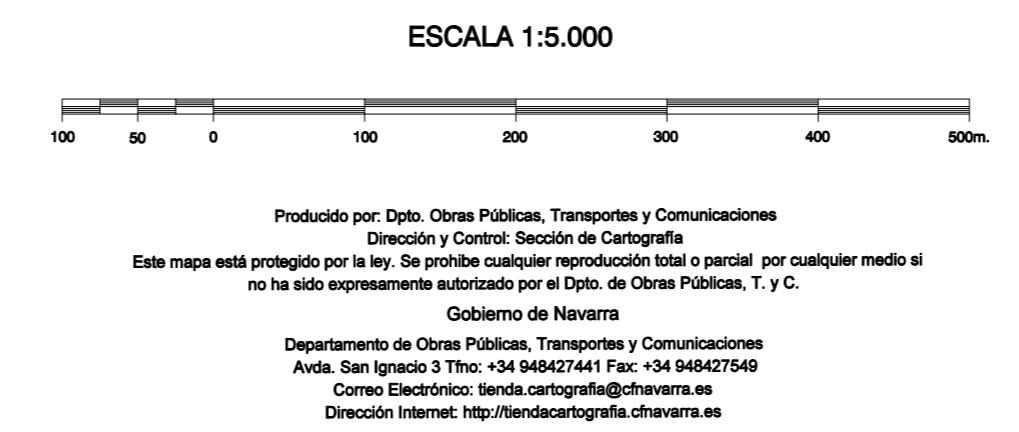 ESCALA 1:5.000
100 50 0 100 200 300 400 500m.
Producido por: Dpto. Obras Públicas, Transportes y Comunicaciones
Dirección y Control: Sección de Cartografía
Este mapa está protegido por la ley. Se prohibe cualquier reproducción total o parcial por cualquier medio si
no ha sido expresamente autorizado por el Dpto. de Obras Públicas, T. y C.
Gobierno de Navarra
Departamento de Obras Públicas, Transportes y Comunicaciones
Avda. San Ignacio 3 Tfno: +34 948427441 Fax: +34 948427549
Correo Electrónico: tienda.cartografia@cfnavarra.es
Dirección Internet: http://tiendacartografia.cfnavarra.es